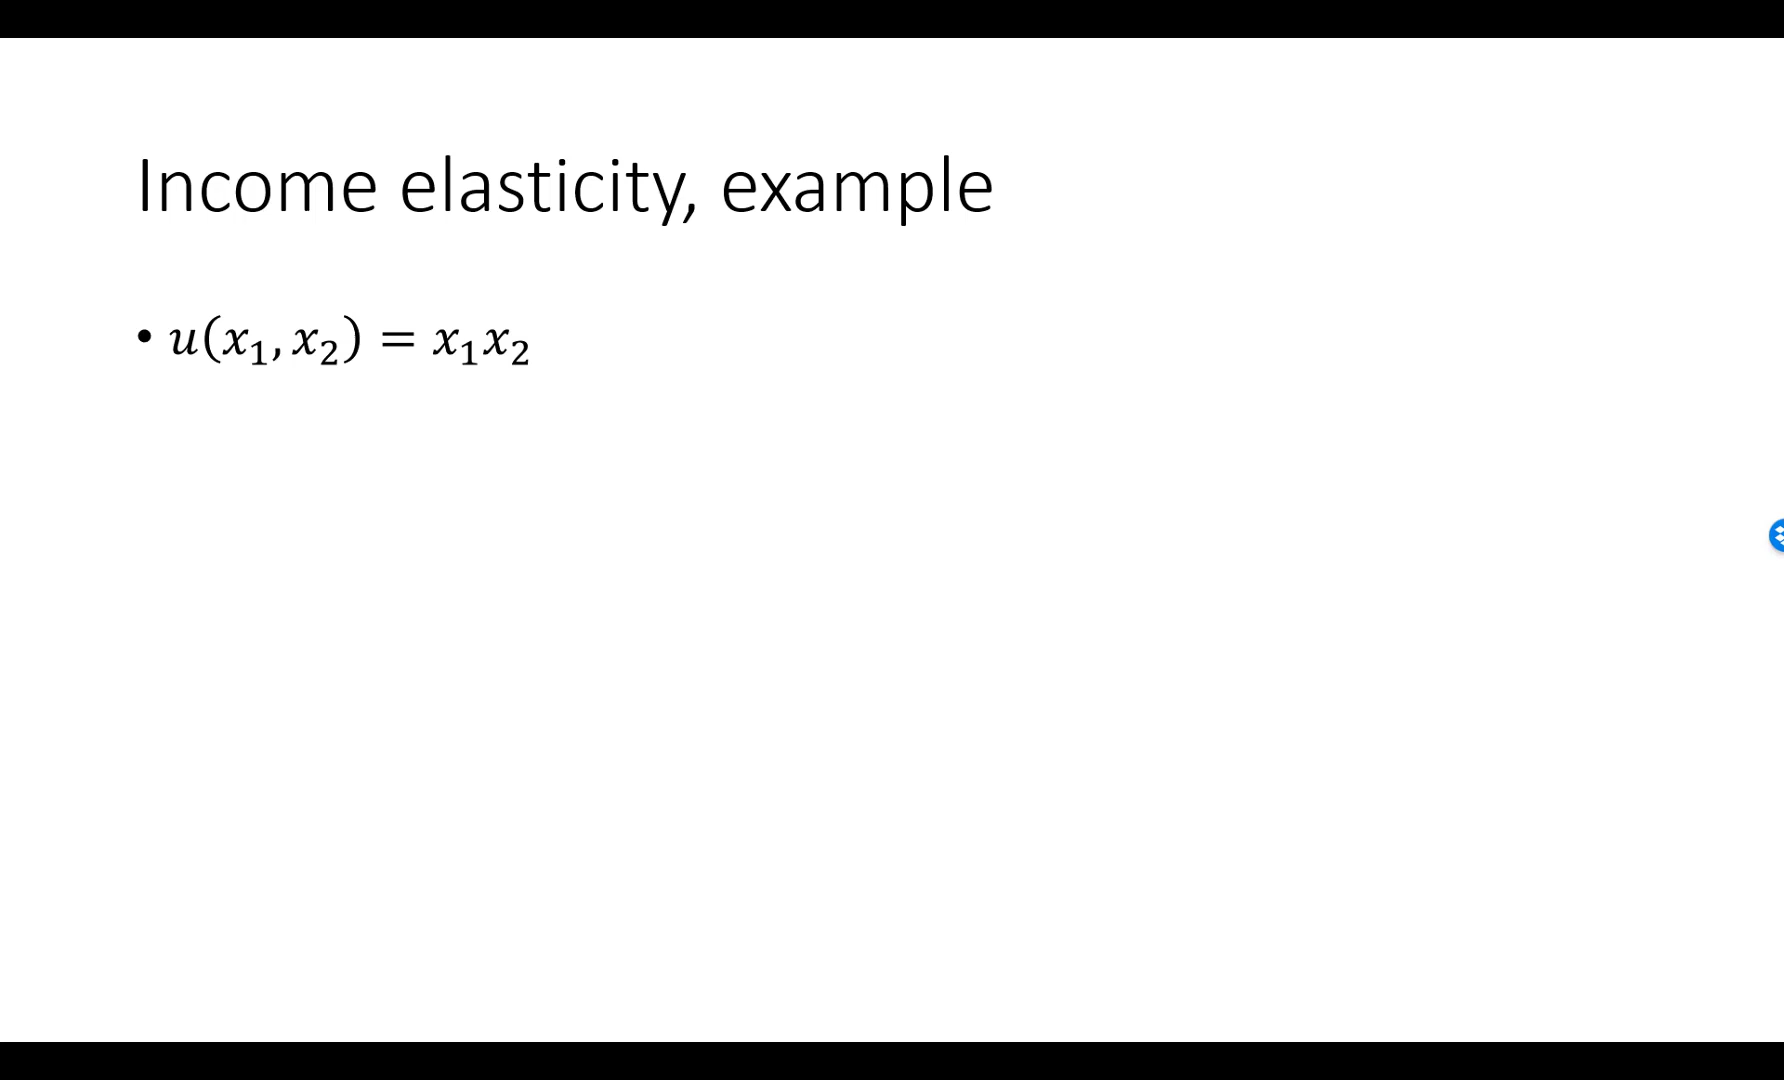 Income elasticity, example
• 𝑢(𝑥₁, 𝑥₂) = 𝑥₁𝑥₂